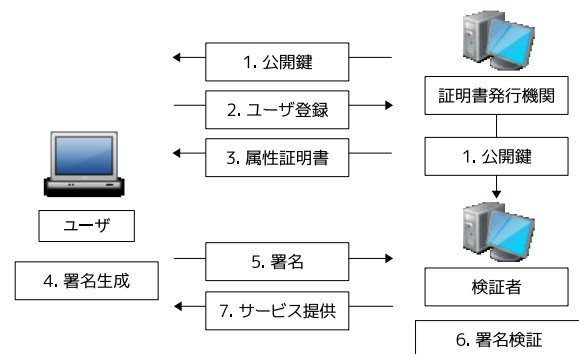 1. 公開鍵
証明書発行機関
2. ユーザ登録
3. 属性証明書
1. 公開鍵
ユーザ
4. 署名生成
5. 署名
検証者
7. サービス提供
6. 署名検証